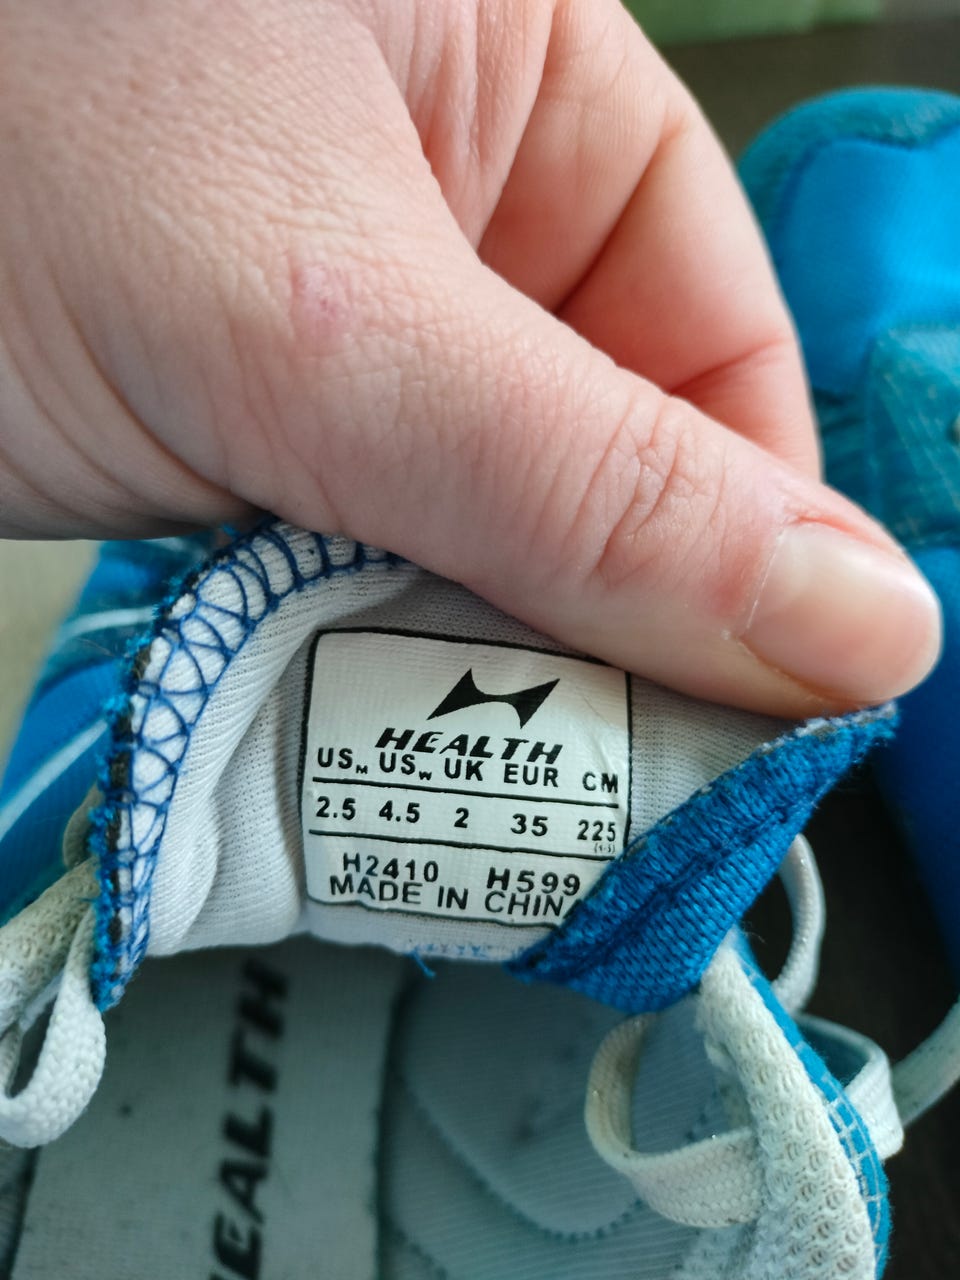 HEALTH
USM USW UK EUR CM
2.5 4.5 2 35 225
H2410 H599
MADE IN CHINA
HEALTH